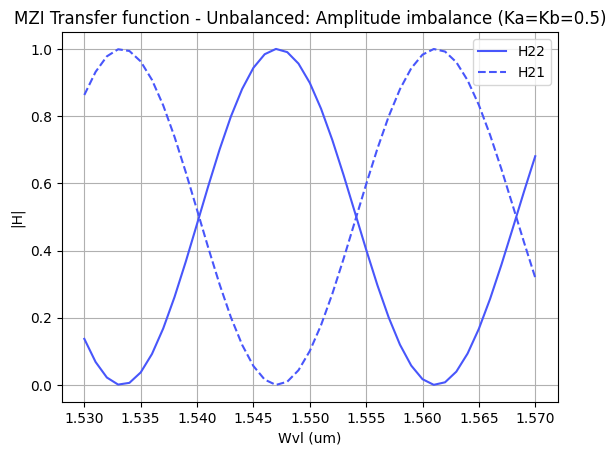 MZI Transfer function - Unbalanced: Amplitude imbalance (Ka=Kb=0.5)
H22
H21
1.0
0.8
0.6
0.4
0.2
0.0
|H|
1.530 1.535 1.540 1.545 1.550 1.555 1.560 1.565 1.570
Wvl (um)